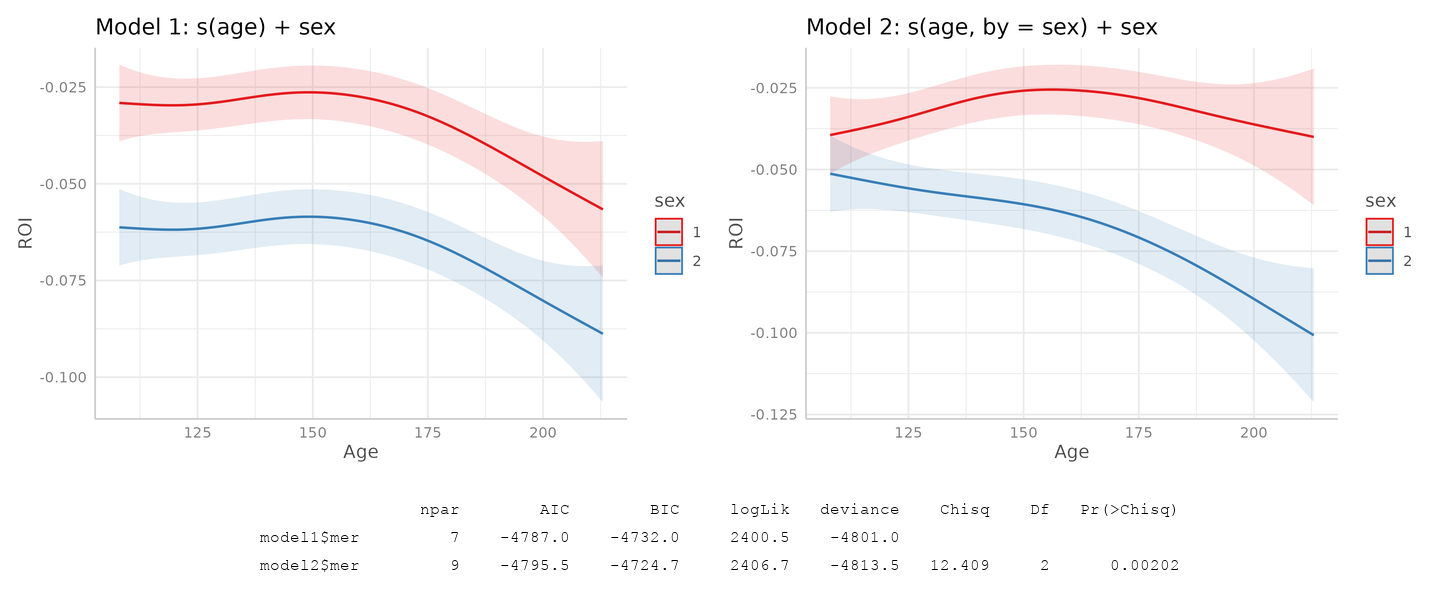 Model 1: s(age) + sex
-0.025
-0.050
-0.075
-0.100
ROI
125 150 175 200
Age
sex
1
2
Model 2: s(age, by = sex) + sex
-0.025
-0.050
-0.075
-0.100
-0.125
ROI
125 150 175 200
Age
sex
1
2
npar AIC BIC logLik deviance Chisq Df Pr(>Chisq)
model1$mer 7 -4787.0 -4732.0 2400.5 -4801.0
model2$mer 9 -4795.5 -4724.7 2406.7 -4813.5 12.409 2 0.00202